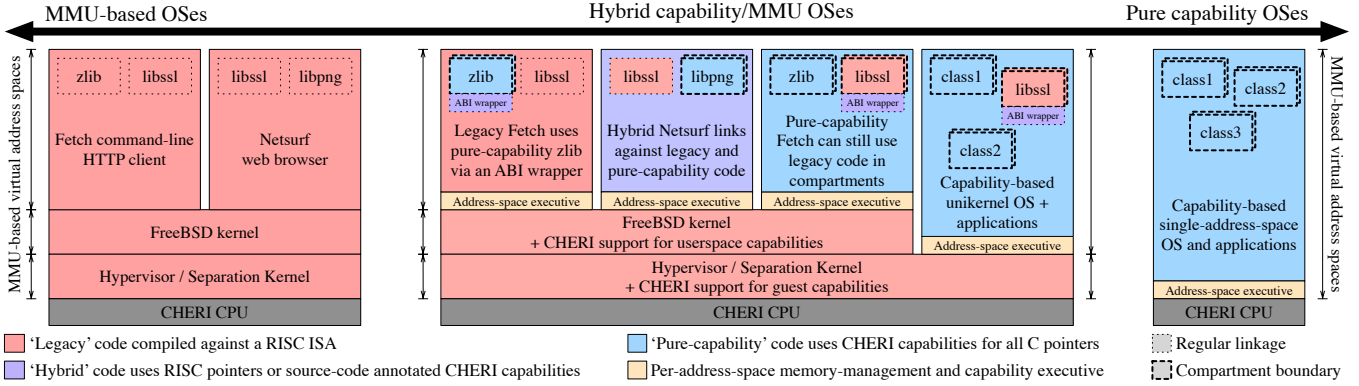 MMU-based OSes
Hybrid capability/MMU OSes
Pure capability OSes
MMU-based virtual address spaces
zlib
libssl
Fetch command-line
HTTP client
libssl
libpng
Netsurf
web browser
FreeBSD kernel
Hypervisor / Separation Kernel
CHERI CPU
zlib
ABI wrapper
libssl
Legacy Fetch uses
pure-capability zlib
via an ABI wrapper
Address-space executive
libssl
libpng
Hybrid Netsurf links
against legacy and
pure-capability code
Address-space executive
zlib
libssl
ABI wrapper
Pure-capability
Fetch can still use
legacy code in
compartments
Address-space executive
class1
libssl
ABI wrapper
class2
Capability-based
unikernel OS +
applications
Address-space executive
FreeBSD kernel
+ CHERI support for userspace capabilities
Hypervisor / Separation Kernel
+ CHERI support for guest capabilities
CHERI CPU
class1
class2
class3
Capability-based
single-address-space
OS and applications
Address-space executive
CHERI CPU
MMU-based virtual address spaces
‘Legacy’ code compiled against a RISC ISA
‘Pure-capability’ code uses CHERI capabilities for all C pointers
Regular linkage
‘Hybrid’ code uses RISC pointers or source-code annotated CHERI capabilities
Per-address-space memory-management and capability executive
Compartment boundary